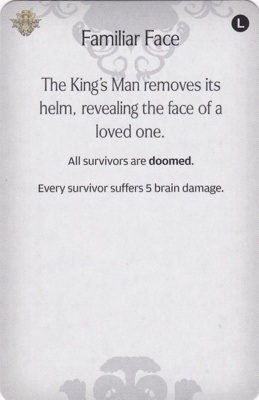 Familiar Face
L
The King's Man removes its
helm, revealing the face of a
loved one.
All survivors are doomed.
Every survivor suffers 5 brain damage.